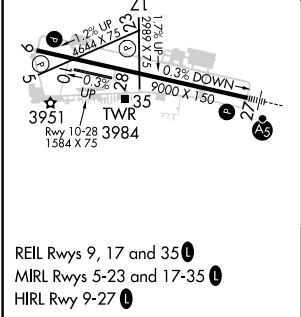 17
23
1.2% UP
4644 X 75
1.7% UP
2989 X 75
P
9
P
P
5
10
0.3% UP
28
35
0.3% DOWN
9000 X 150
P
27
A5
3951
TWR
3984
Rwy 10-28
1584 X 75
REIL Rwys 9, 17 and 35 L
MIRL Rwys 5-23 and 17-35 L
HIRL Rwy 9-27 L